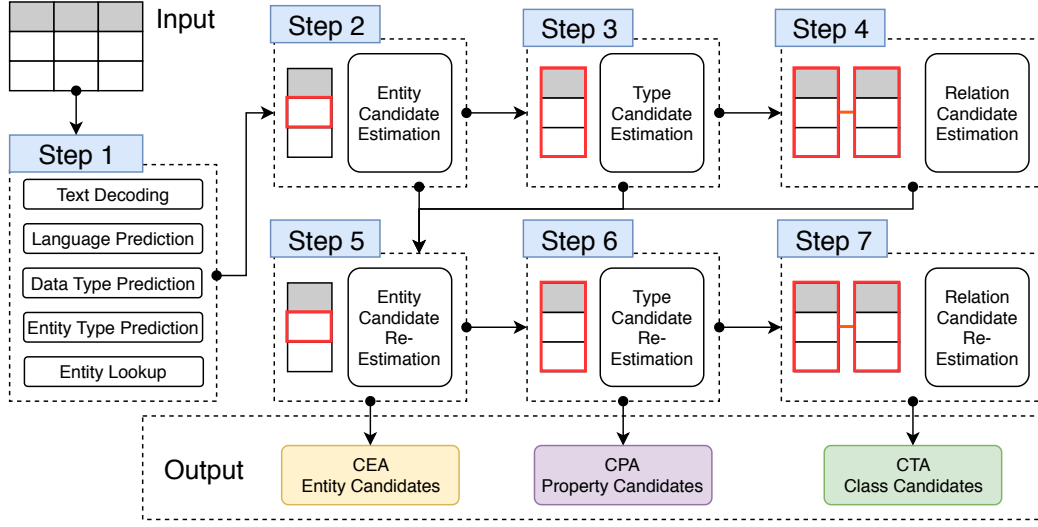 Input
Step 1
Text Decoding
Language Prediction
Data Type Prediction
Entity Type Prediction
Entity Lookup
Step 2
Entity
Candidate
Estimation
Step 3
Type
Candidate
Estimation
Step 4
Relation
Candidate
Estimation
Step 5
Entity
Candidate
Re-
Estimation
Step 6
Type
Candidate
Re-
Estimation
Step 7
Relation
Candidate
Re-
Estimation
Output
CEA
Entity Candidates
CPA
Property Candidates
CTA
Class Candidates